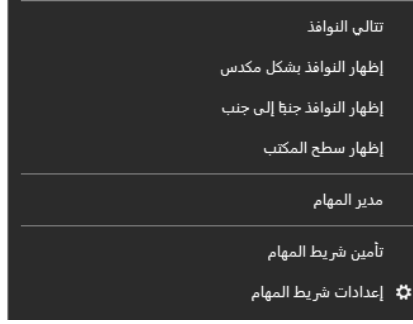 تتالي النوافذ
إظهار النوافذ بشكل مكدس
إظهار النوافذ جنبًا إلى جنب
إظهار سطح المكتب
مدير المهام
تأمين شريط المهام
إعدادات شريط المهام